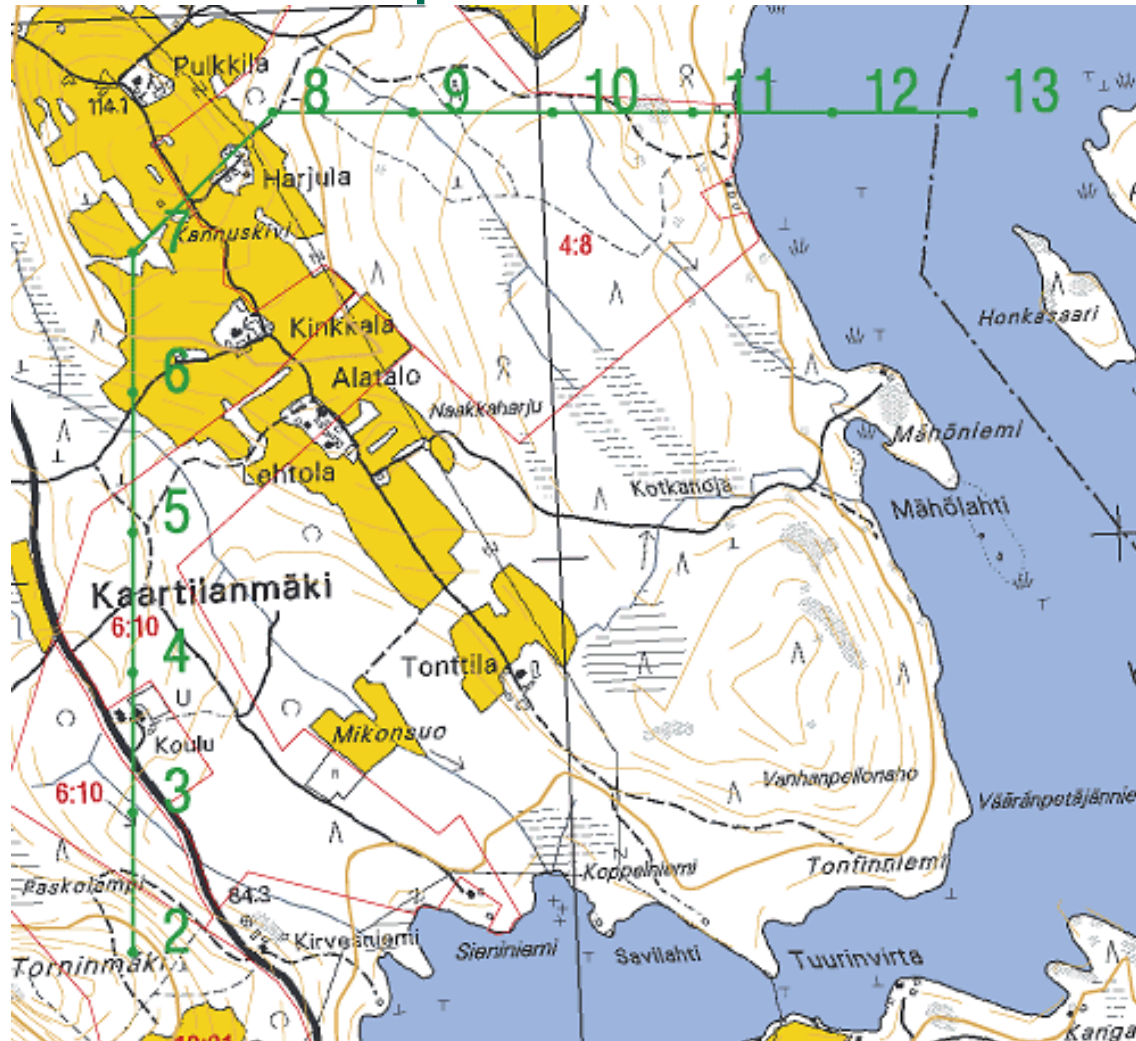 Pulkkila
8
9
10
11
12
13
114.1
Harjula
7
Kannuskivi
4:8
Honkasaari
Kinkkala
6
Alatalo
Naakkaharju
Mähöniemi
Lehtola
Kotkanoja
5
Mähölahti
Kaartilanmäki
6:10
4
Tonttila
U
Mikonsuo
Koulu
6:10
3
Vanhanpellonaho
Vääränpetäjännie
Tonfinniemi
Koppelniemi
Paskolampi
84.3
2
Kirvesniemi
Sieniniemi
Savilahti
Tuurinvirta
Torninmäki
Kanga